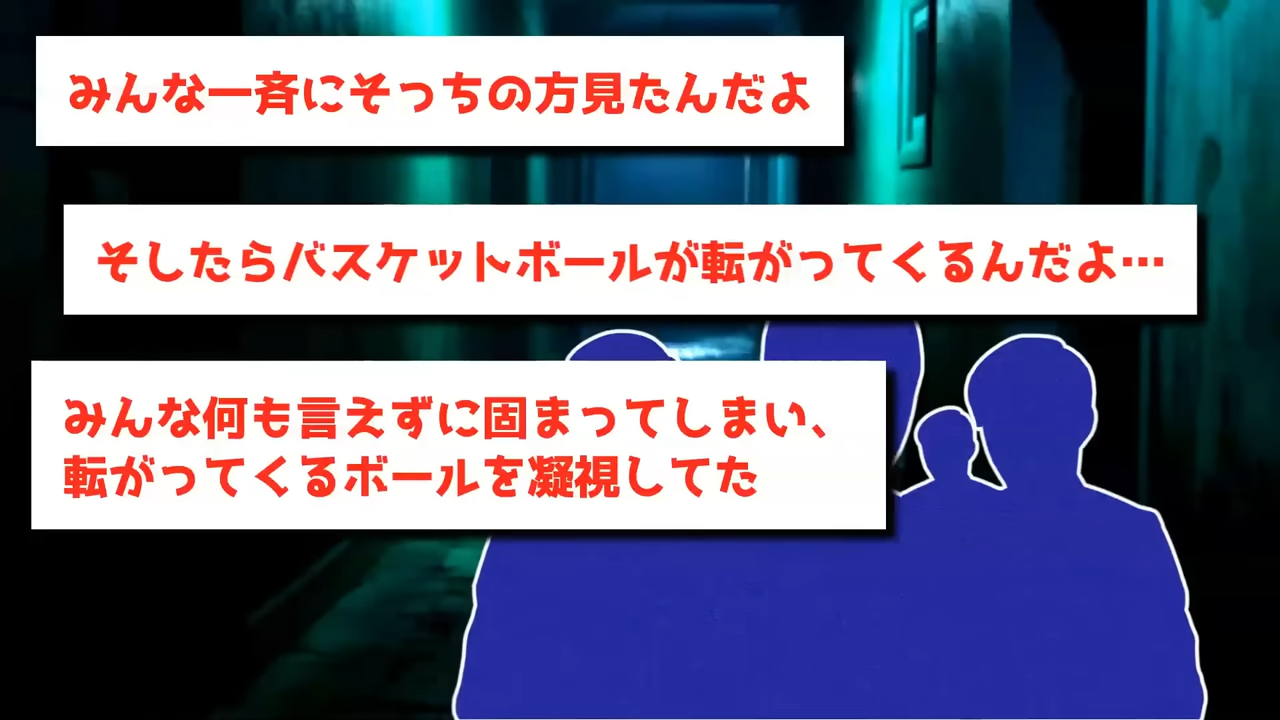 みんな一斉にそっちの方見たんだよ
そしたらバスケットボールが転がってくるんだよ…
みんな何も言えずに固まってしまい、
転がってくるボールを凝視してた